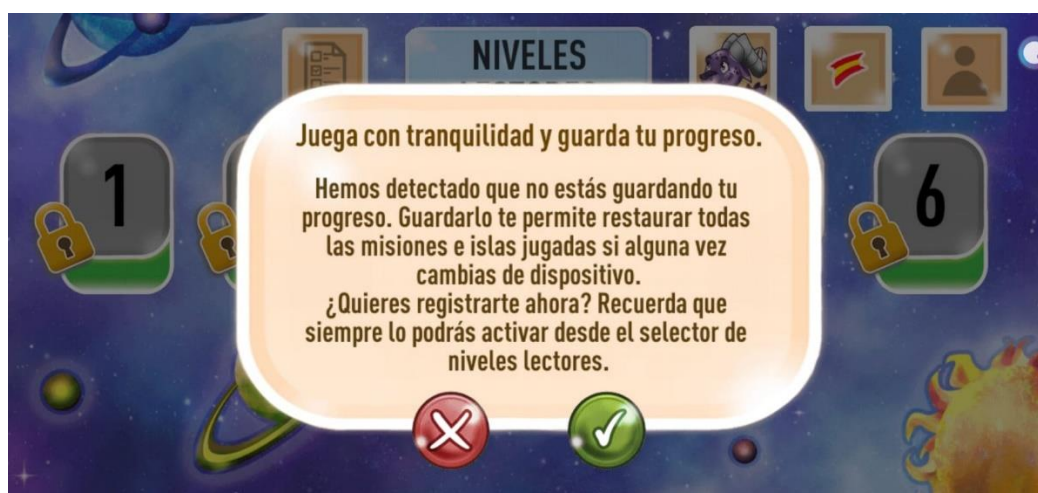 NIVELES
Juega con tranquilidad y guarda tu progreso.
Hemos detectado que no estás guardando tu
progreso. Guardarlo te permite restaurar todas
las misiones e islas jugadas si alguna vez
cambias de dispositivo.
¿Quieres registrarte ahora? Recuerda que
siempre lo podrás activar desde el selector de
niveles lectores.
1
6